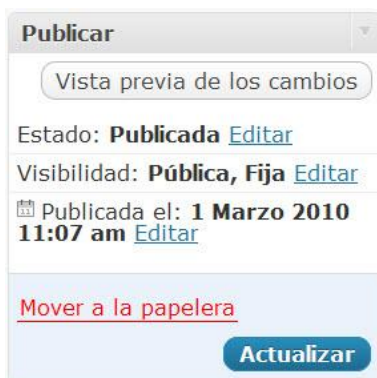 Publicar
Vista previa de los cambios
Estado: Publicada Editar
Visibilidad: Pública, Fija Editar
Publicada el: 1 Marzo 2010
11:07 am Editar
Mover a la papelera
Actualizar